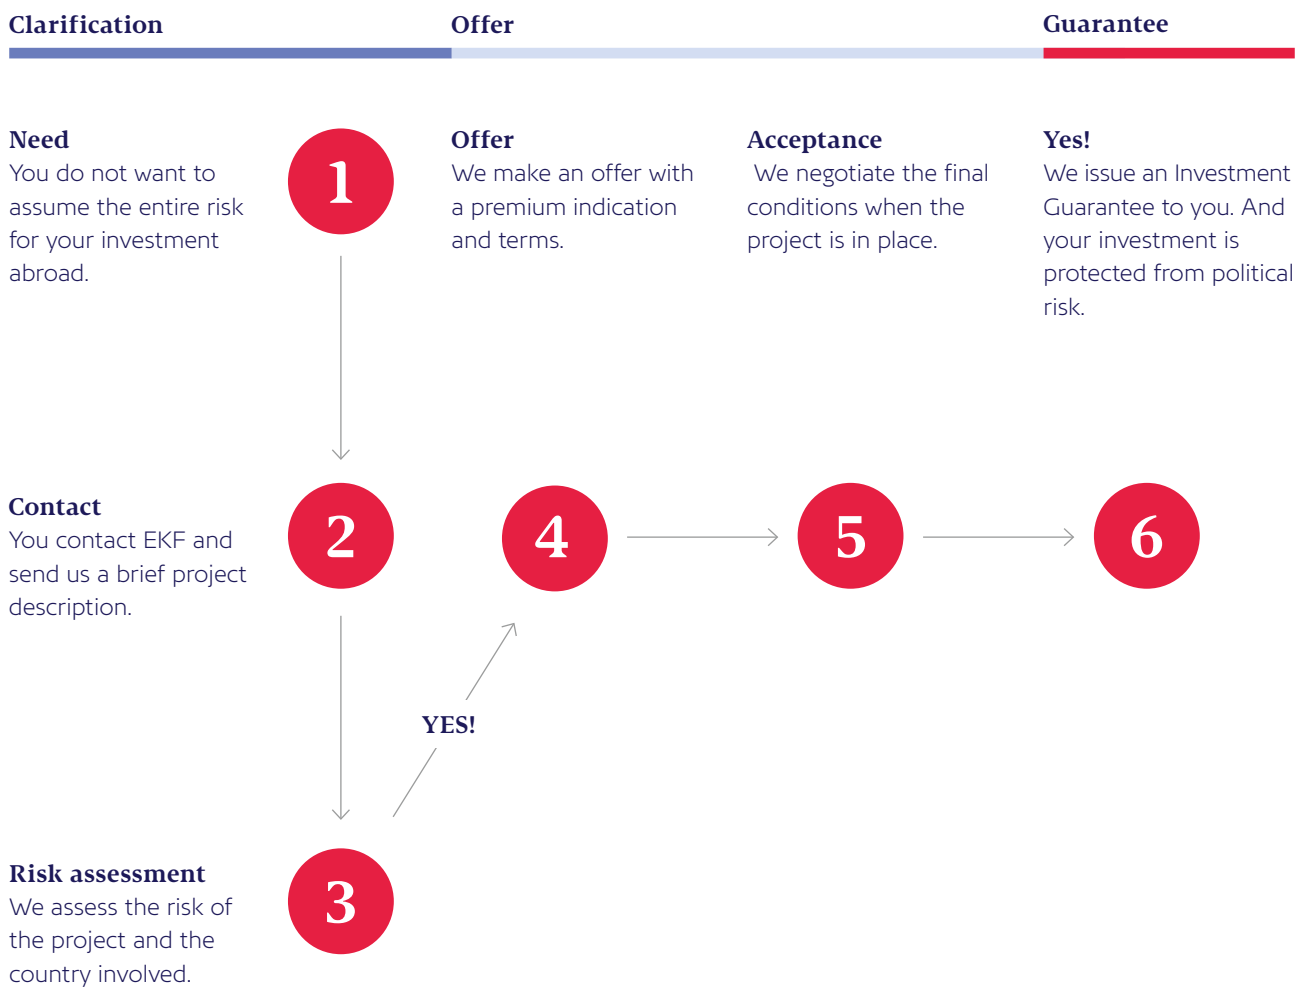 Clarification
Offer
Guarantee
Need
You do not want to
assume the entire risk
for your investment
abroad.
1
Offer
We make an offer with
a premium indication
and terms.
Acceptance
We negotiate the final
conditions when the
project is in place.
Yes!
We issue an Investment
Guarantee to you. And
your investment is
protected from political
risk.
Contact
You contact EKF and
send us a brief project
description.
2
4
5
6
YES!
Risk assessment
We assess the risk of
the project and the
country involved.
3